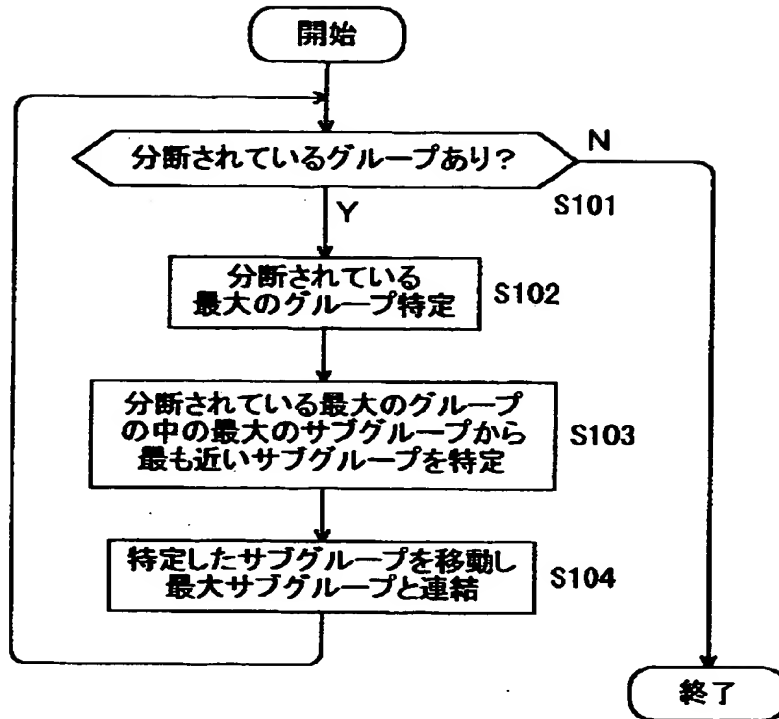 開始
分断されているグループあり?
N
S101
Y
分断されている
最大のグループ特定
S102
分断されている最大のグループ
の中の最大のサブグループから
最も近いサブグループを特定
S103
特定したサブグループを移動し
最大サブグループと連結
S104
終了